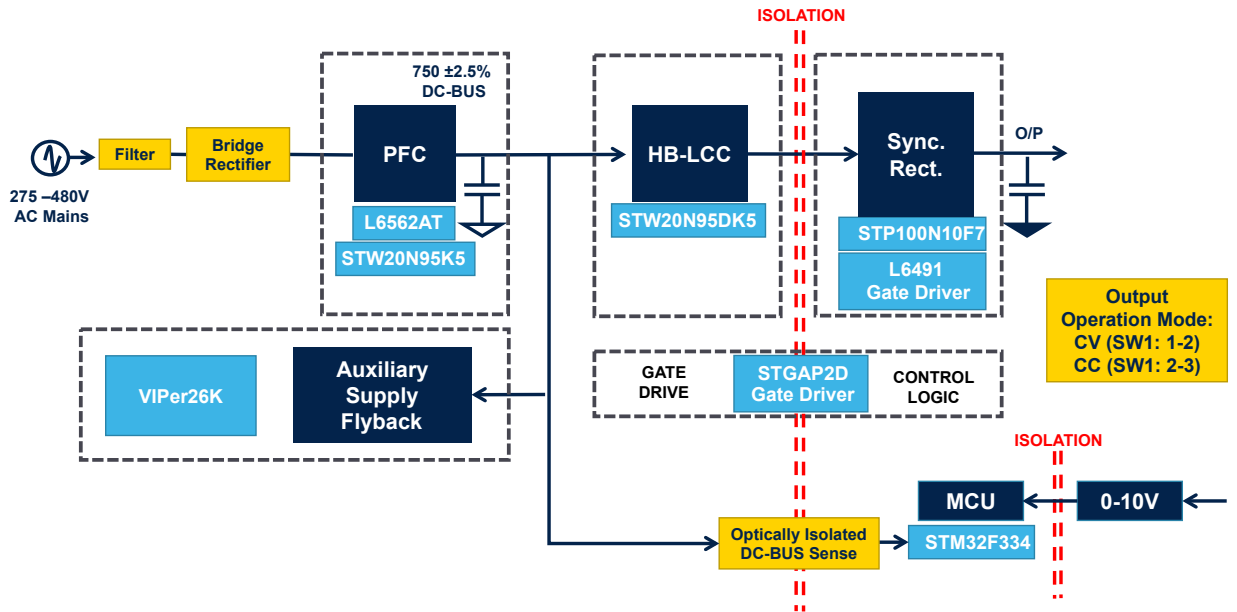 ISOLATION
750 ±2.5%
DC-BUS
PFC
HB-LCC
Sync.
Rect.
O/P
Filter
Bridge
Rectifier
275 –480V
AC Mains
L6562AT
STW20N95K5
STW20N95DK5
STP100N10F7
L6491
Gate Driver
Output
Operation Mode:
CV (SW1: 1-2)
CC (SW1: 2-3)
VIPer26K
Auxiliary
Supply
Flyback
GATE
DRIVE
STGAP2D
Gate Driver
CONTROL
LOGIC
ISOLATION
MCU
0-10V
Optically Isolated
DC-BUS Sense
STM32F334